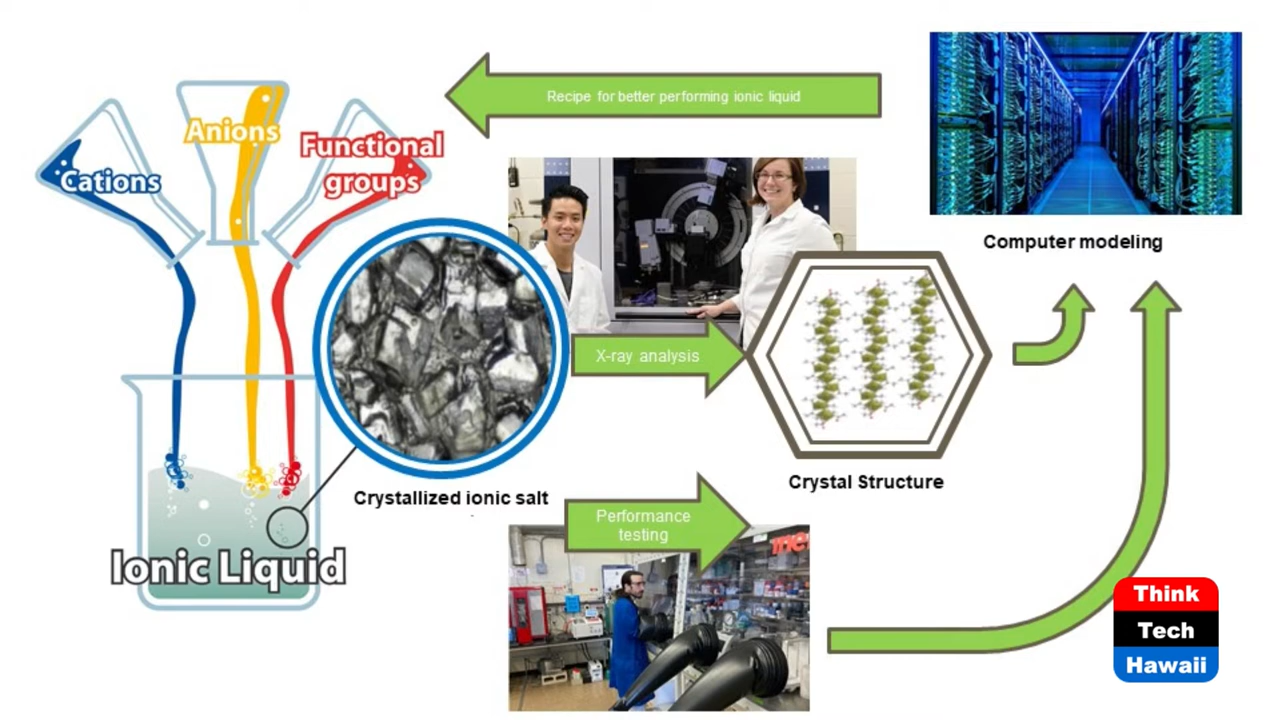 Recipe for better performing ionic liquid
Anions
Functional
groups
Cations
Computer modeling
X-ray analysis
Crystal Structure
Crystallized ionic salt
Performance
testing
Ionic Liquid
Think
Tech
Hawaii